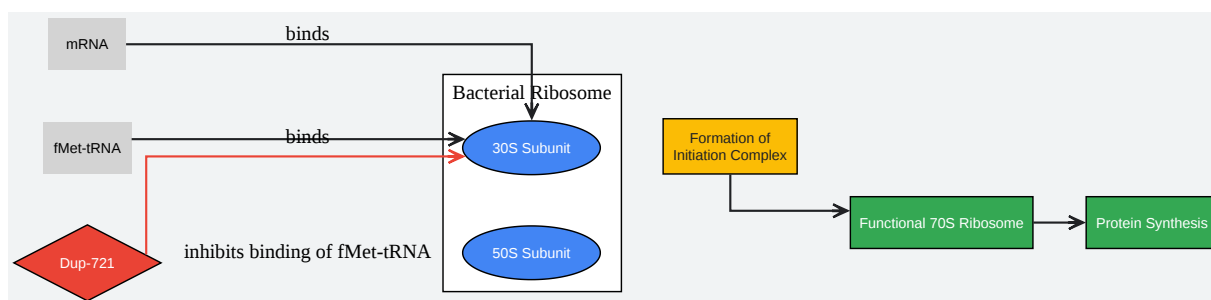 mRNA
binds
Bacterial Ribosome
fMet-tRNA
binds
30S Subunit
Formation of
Initiation Complex
Functional 70S Ribosome
Protein Synthesis
Dup-721
inhibits binding of fMet-tRNA
50S Subunit